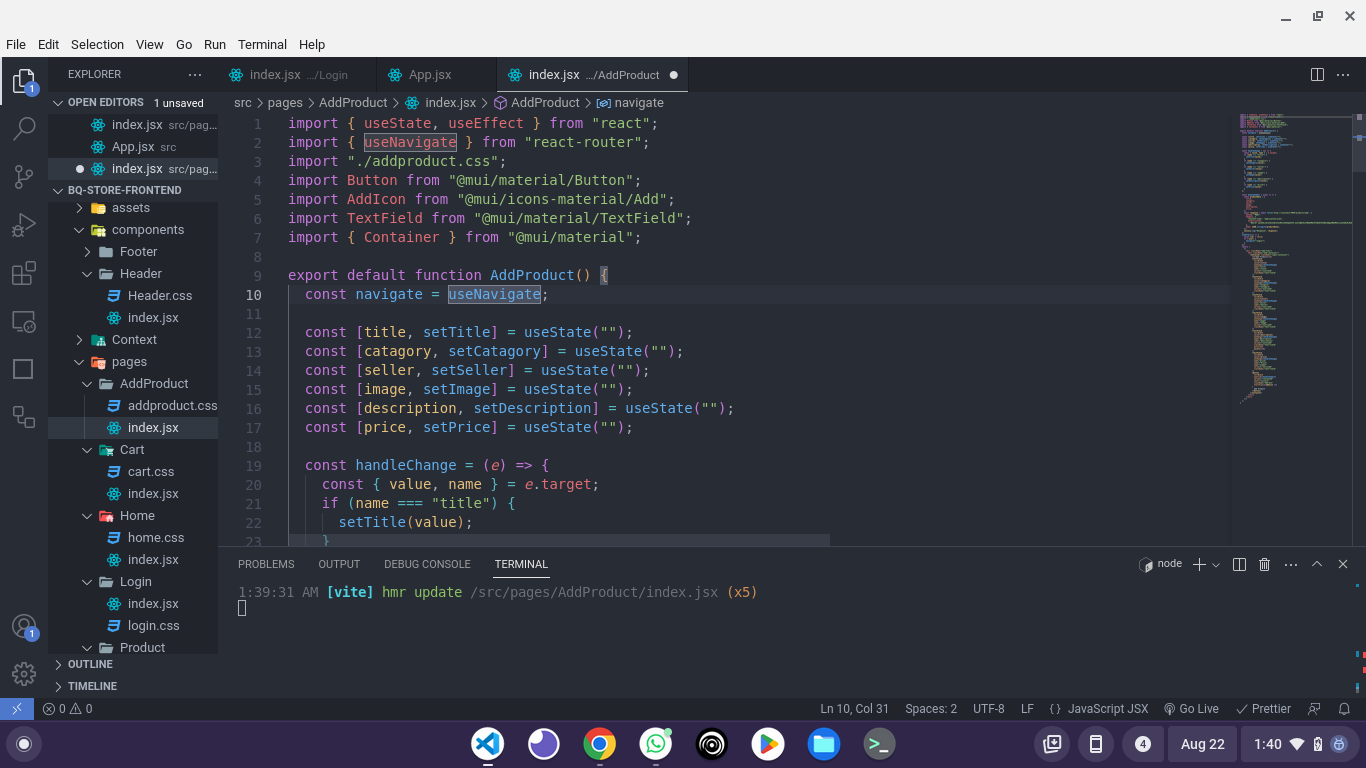 File Edit Selection View Go Run Terminal Help
EXPLORER
index.jsx .../Login
App.jsx
index.jsx .../AddProduct
OPEN EDITORS 1 unsaved
index.jsx src/pag...
App.jsx src
index.jsx src/pag...
BQ-STORE-FRONTEND
assets
components
Footer
Header
Header.css
index.jsx
Context
pages
AddProduct
addproduct.css
index.jsx
Cart
cart.css
index.jsx
Home
home.css
index.jsx
Login
index.jsx
login.css
Product
OUTLINE
TIMELINE
src > pages > AddProduct > index.jsx > AddProduct > navigate
1 import { useState, useEffect } from "react";
2 import { useNavigate } from "react-router";
3 import "./addproduct.css";
4 import Button from "@mui/material/Button";
5 import AddIcon from "@mui/icons-material/Add";
6 import TextField from "@mui/material/TextField";
7 import { Container } from "@mui/material";
8
9 export default function AddProduct() {
10 const navigate = useNavigate;
11
12 const [title, setTitle] = useState("");
13 const [catagory, setCatagory] = useState("");
14 const [seller, setSeller] = useState("");
15 const [image, setImage] = useState("");
16 const [description, setDescription] = useState("");
17 const [price, setPrice] = useState("");
18
19 const handleChange = (e) => {
20 const { value, name } = e.target;
21 if (name === "title") {
22 setTitle(value);
23 }
PROBLEMS OUTPUT DEBUG CONSOLE TERMINAL
node
1:39:31 AM [vite] hmr update /src/pages/AddProduct/index.jsx (x5)
1
1
0 0
Ln 10, Col 31 Spaces: 2 UTF-8 LF { } JavaScript JSX Go Live Prettier
4
Aug 22
1:40